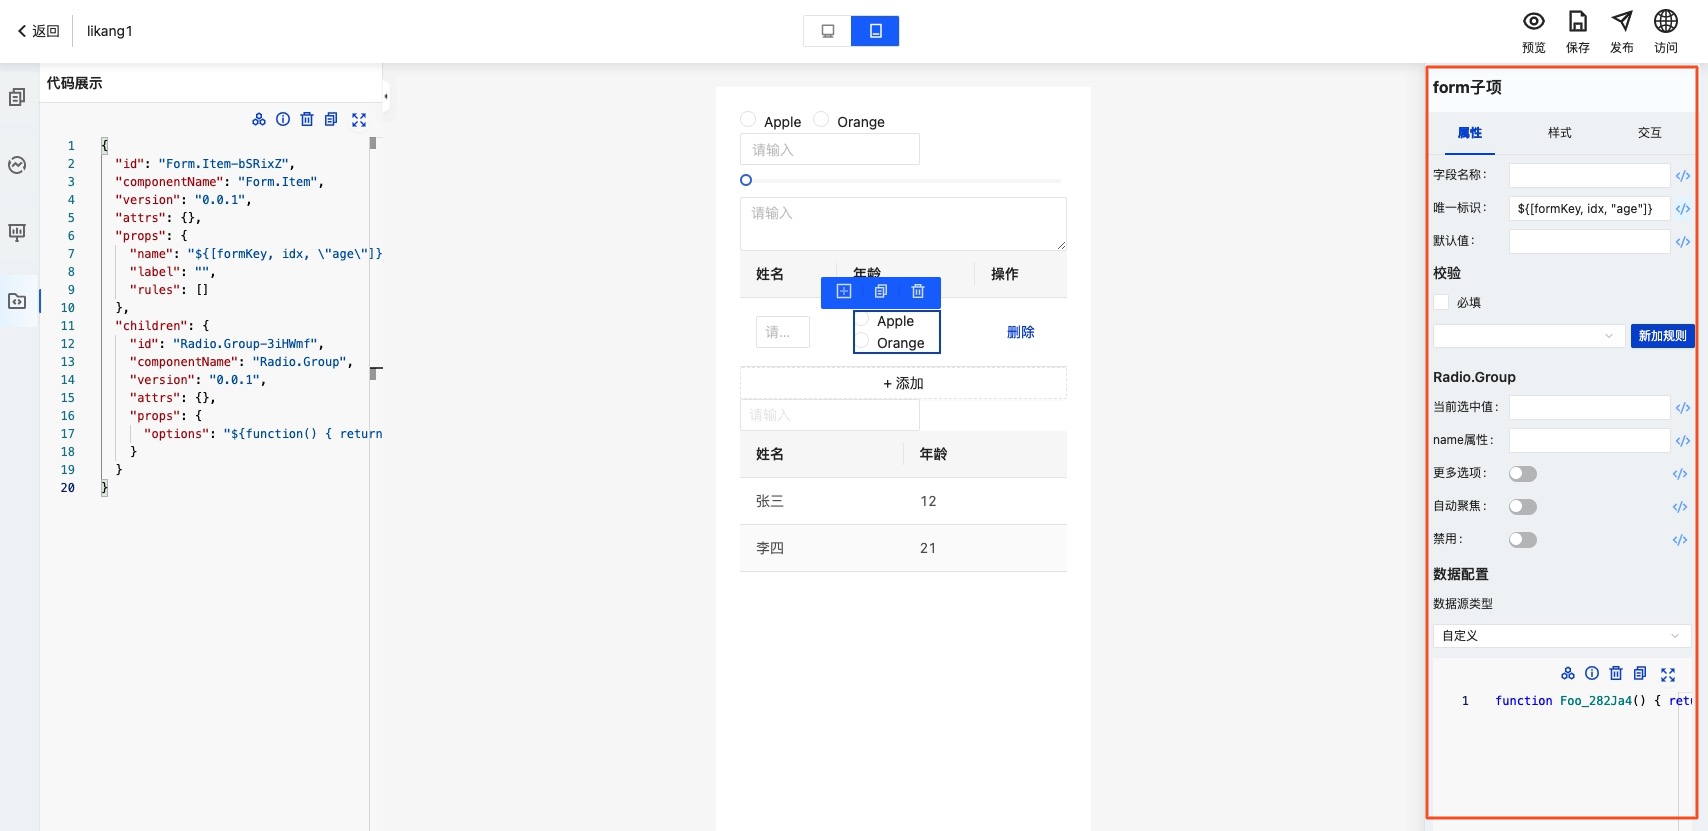 返回
likang1
预览
保存
发布
访问
代码展示
1 {
2 "id": "Form.Item-bSRixZ",
3 "componentName": "Form.Item",
4 "version": "0.0.1",
5 "attrs": {},
6 "props": {
7 "name": "${[formKey, idx, \"age\"]}
8 "label": "",
9 "rules": []
10 },
11 "children": {
12 "id": "Radio.Group-3iHWmf",
13 "componentName": "Radio.Group",
14 "version": "0.0.1",
15 "attrs": {},
16 "props": {
17 "options": "${function() { return
18 }
19 }
20 }
Apple Orange
请输入
请输入
姓名 年龄 操作
请... Apple 删除
Orange
+ 添加
请输入
姓名 年龄
张三 12
李四 21
form子项
属性 样式 交互
字段名称：
唯一标识： ${[formKey, idx, "age"]}
默认值：
校验
必填
新加规则
Radio.Group
当前选中值：
name属性：
更多选项：
自动聚焦：
禁用：
数据配置
数据源类型
自定义
1 function Foo_282Ja4() { retu